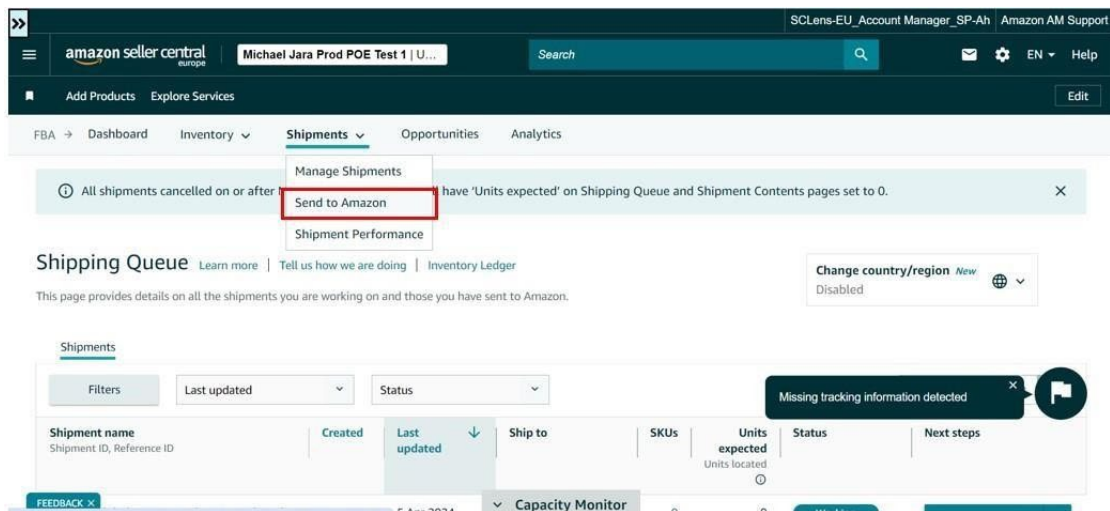 SCLens-EU_Account Manager_SP-Ah Amazon AM Support
amazon seller central
europe
Michael Jara Prod POE Test 1 | U...
Search
EN
Help
Add Products Explore Services
Edit
FBA → Dashboard Inventory Shipments Opportunities Analytics
Manage Shipments
All shipments cancelled on or after
have 'Units expected' on Shipping Queue and Shipment Contents pages set to 0.
Send to Amazon
Shipment Performance
Shipping Queue Learn more | Tell us how we are doing | Inventory Ledger
Change country/region New
Disabled
This page provides details on all the shipments you are working on and those you have sent to Amazon.
Shipments
Filters Last updated Status
Missing tracking information detected
Shipment name Created Last updated Ship to SKUs Units expected Status Next steps
Shipment ID, Reference ID
Units located
FEEDBACK
Capacity Monitor